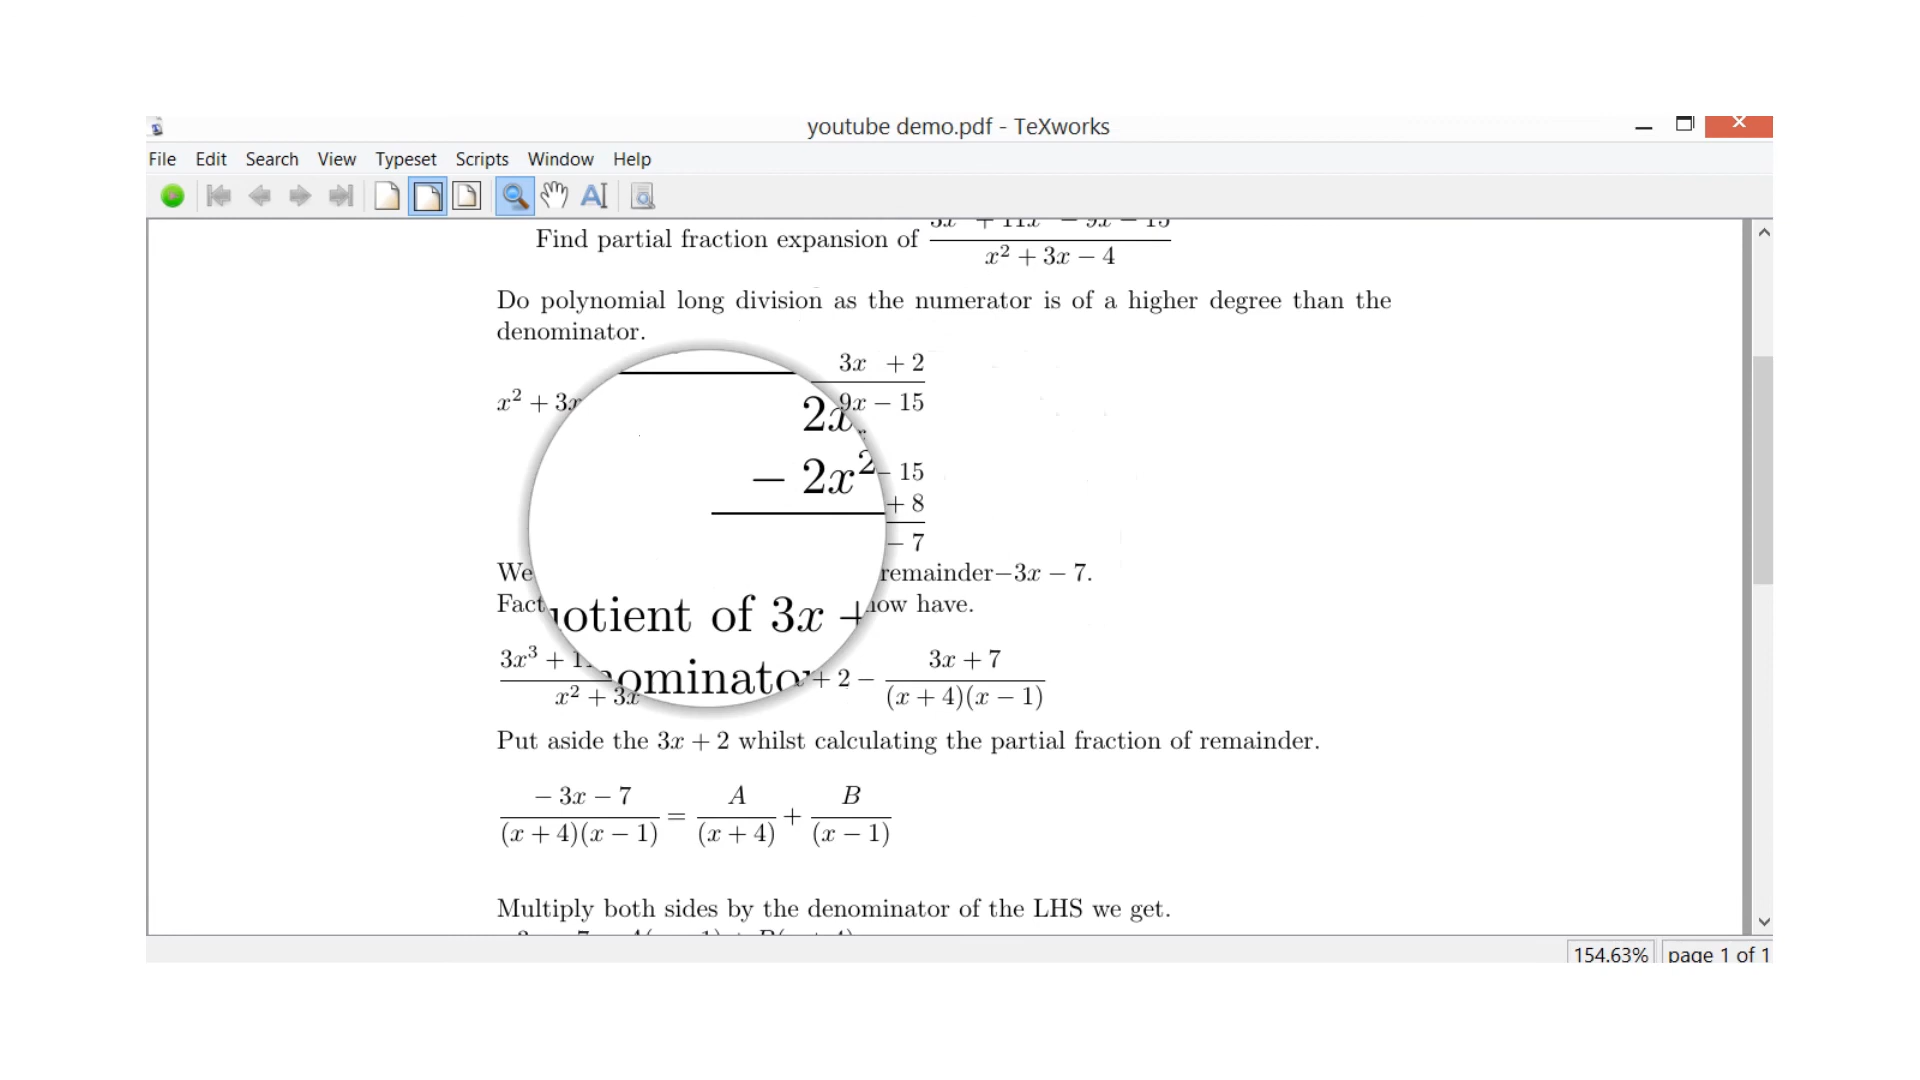 youtube demo.pdf - TeXworks
File Edit Search View Typeset Scripts Window Help
Find partial fraction expansion of
x² + 3x − 4
Do polynomial long division as the numerator is of a higher degree than the
denominator.
3x + 2
x² + 3x 9x − 15
2x
− 2x² − 15
+ 8
− 7
We remainder−3x − 7.
Fact uotient of 3x + now have.
3x³ + 1 nominator + 2 − 3x + 7
x² + 3x (x + 4)(x − 1)
Put aside the 3x + 2 whilst calculating the partial fraction of remainder.
− 3x − 7 A B
= +
(x + 4)(x − 1) (x + 4) (x − 1)
Multiply both sides by the denominator of the LHS we get.
154.63% page 1 of 1